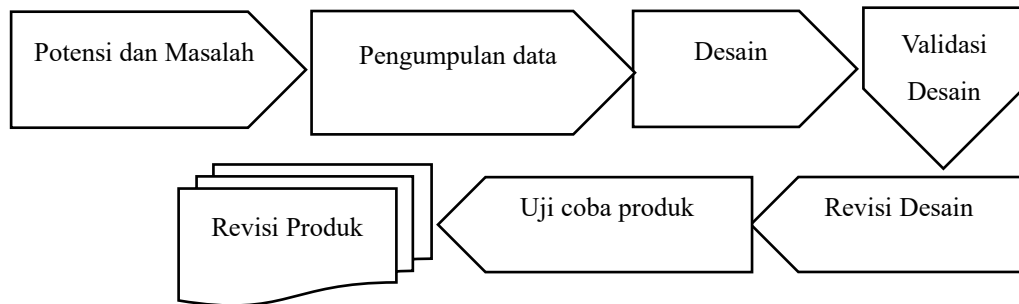 Potensi dan Masalah
Pengumpulan data
Desain
Validasi
Desain
Revisi Desain
Uji coba produk
Revisi Produk